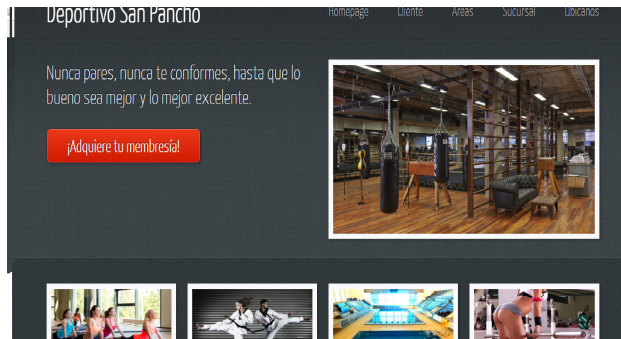 Deportivo San Pancho
Homepage Cliente Areas Sucursal Ubicanos
Nunca pares, nunca te conformes, hasta que lo
bueno sea mejor y lo mejor excelente.
¡Adquiere tu membresía!